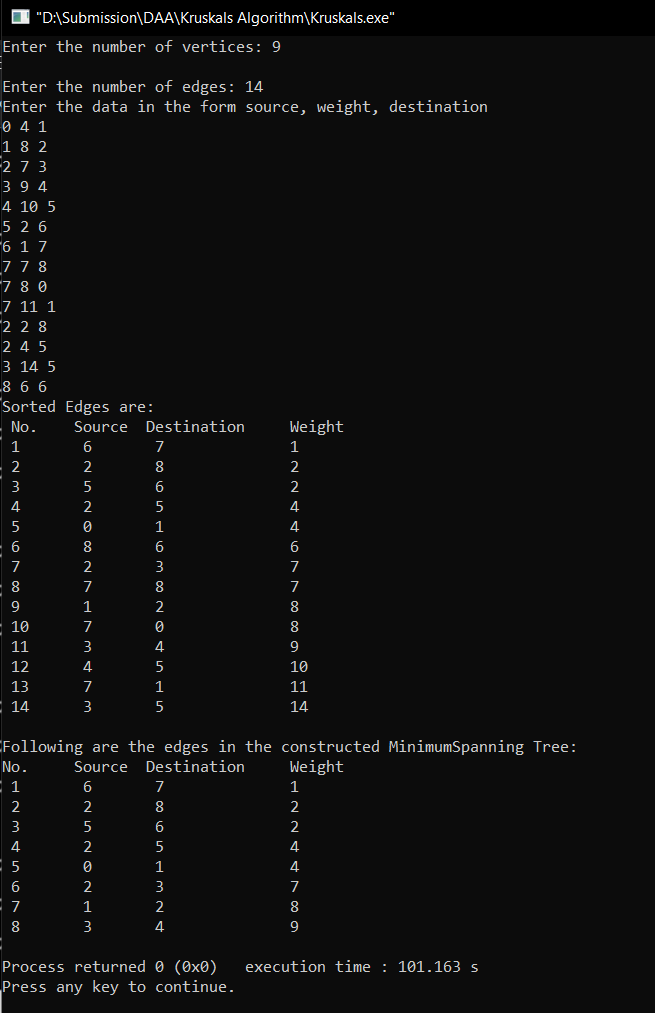 "D:\Submission\DAA\Kruskals Algorithm\Kruskals.exe"
Enter the number of vertices: 9
Enter the number of edges: 14
Enter the data in the form source, weight, destination
0 4 1
1 8 2
2 7 3
3 9 4
4 10 5
5 2 6
6 1 7
7 7 8
7 8 0
7 11 1
2 2 8
2 4 5
3 14 5
8 6 6
Sorted Edges are:
No. Source Destination Weight
1 6 7 1
2 2 8 2
3 5 6 2
4 2 5 4
5 0 1 4
6 8 6 6
7 2 3 7
8 7 8 7
9 1 2 8
10 7 0 8
11 3 4 9
12 4 5 10
13 7 1 11
14 3 5 14
Following are the edges in the constructed MinimumSpanning Tree:
No. Source Destination Weight
1 6 7 1
2 2 8 2
3 5 6 2
4 2 5 4
5 0 1 4
6 2 3 7
7 1 2 8
8 3 4 9
Process returned 0 (0x0) execution time : 101.163 s
Press any key to continue.